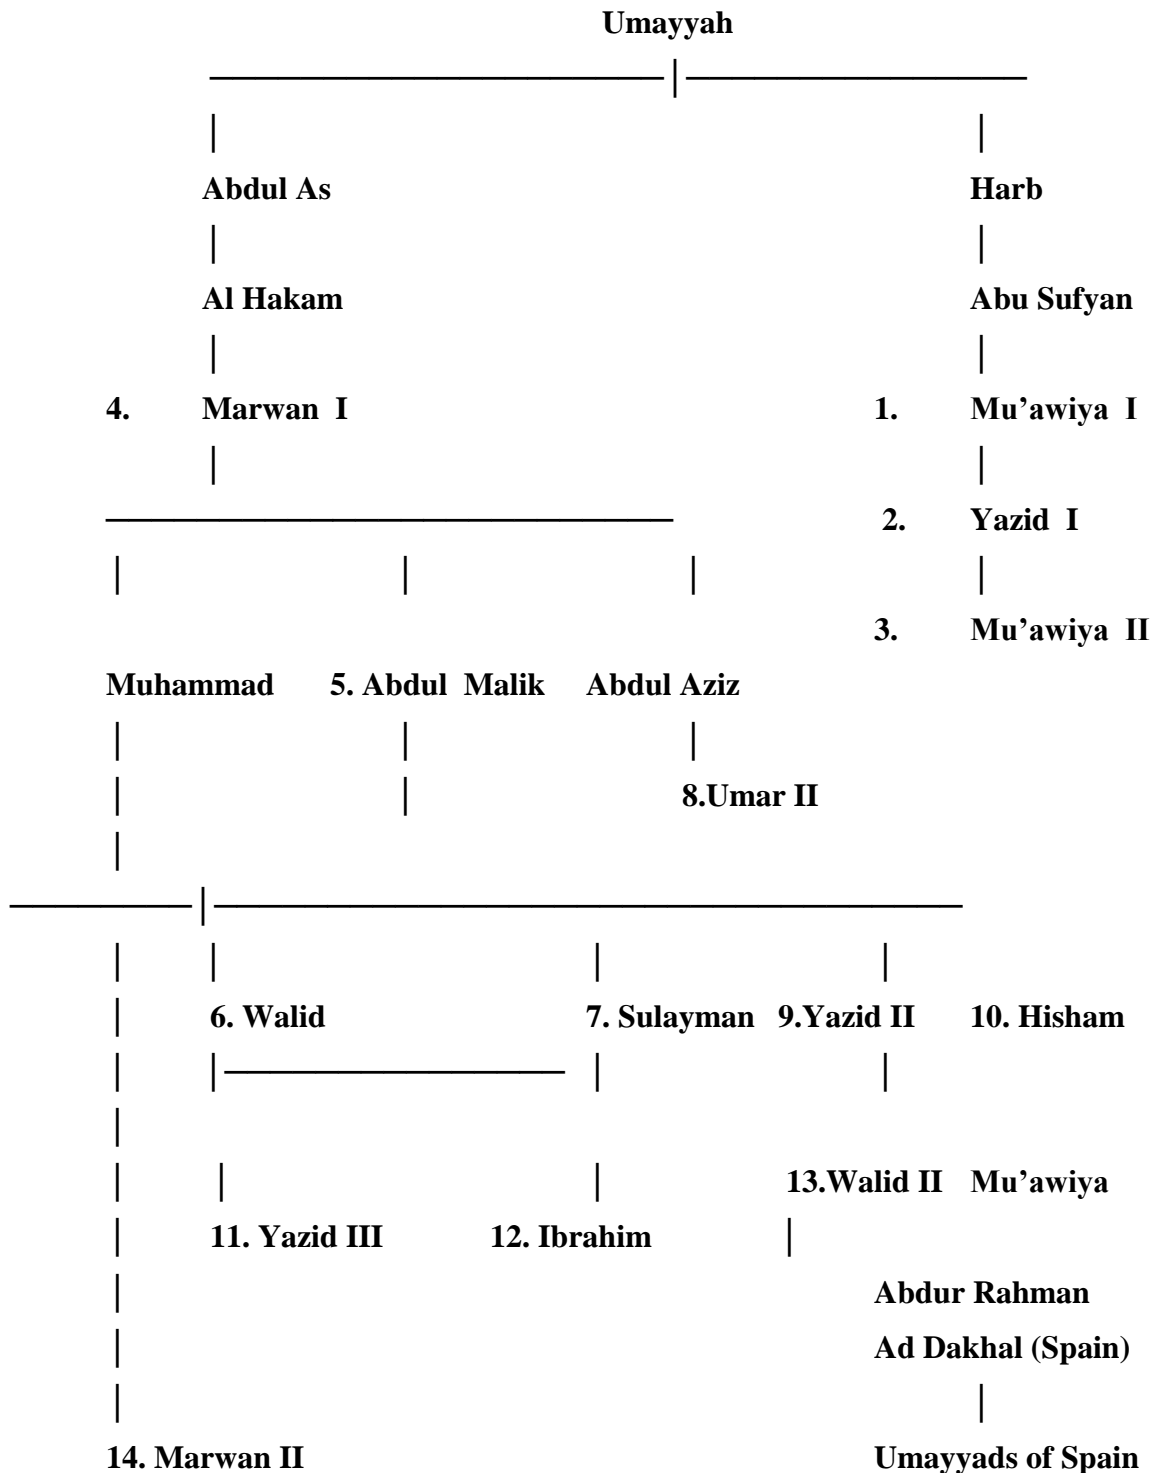 Umayyah
Abdul As Harb
Al Hakam Abu Sufyan
4. Marwan I 1. Mu’awiya I
2. Yazid I
3. Mu’awiya II
Muhammad 5. Abdul Malik Abdul Aziz
8.Umar II
6. Walid 7. Sulayman 9.Yazid II 10. Hisham
13.Walid II Mu’awiya
11. Yazid III 12. Ibrahim
Abdur Rahman
Ad Dakhal (Spain)
14. Marwan II Umayyads of Spain